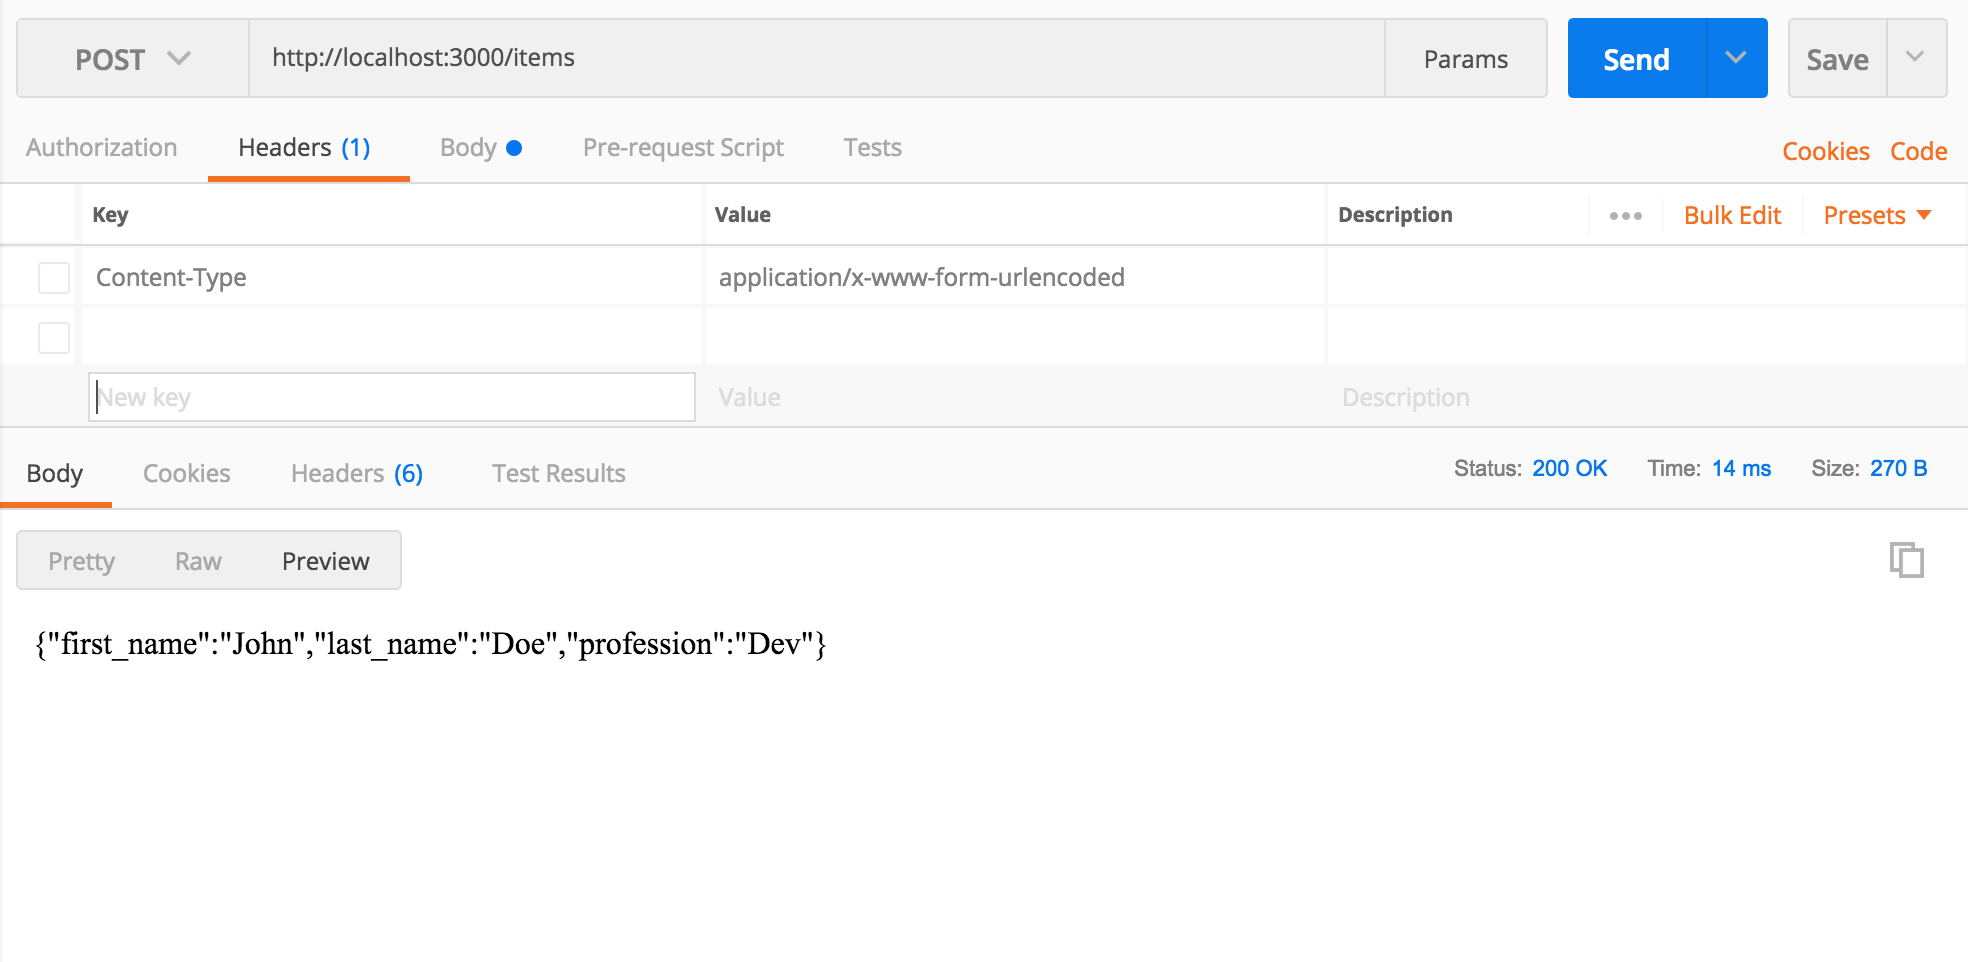 POST http://localhost:3000/items Params Send Save
Authorization Headers (1) Body Pre-request Script Tests Cookies Code
Key Value Description Bulk Edit Presets
Content-Type application/x-www-form-urlencoded
New key Value Description
Body Cookies Headers (6) Test Results Status: 200 OK Time: 14 ms Size: 270 B
Pretty Raw Preview
{"first_name":"John","last_name":"Doe","profession":"Dev"}